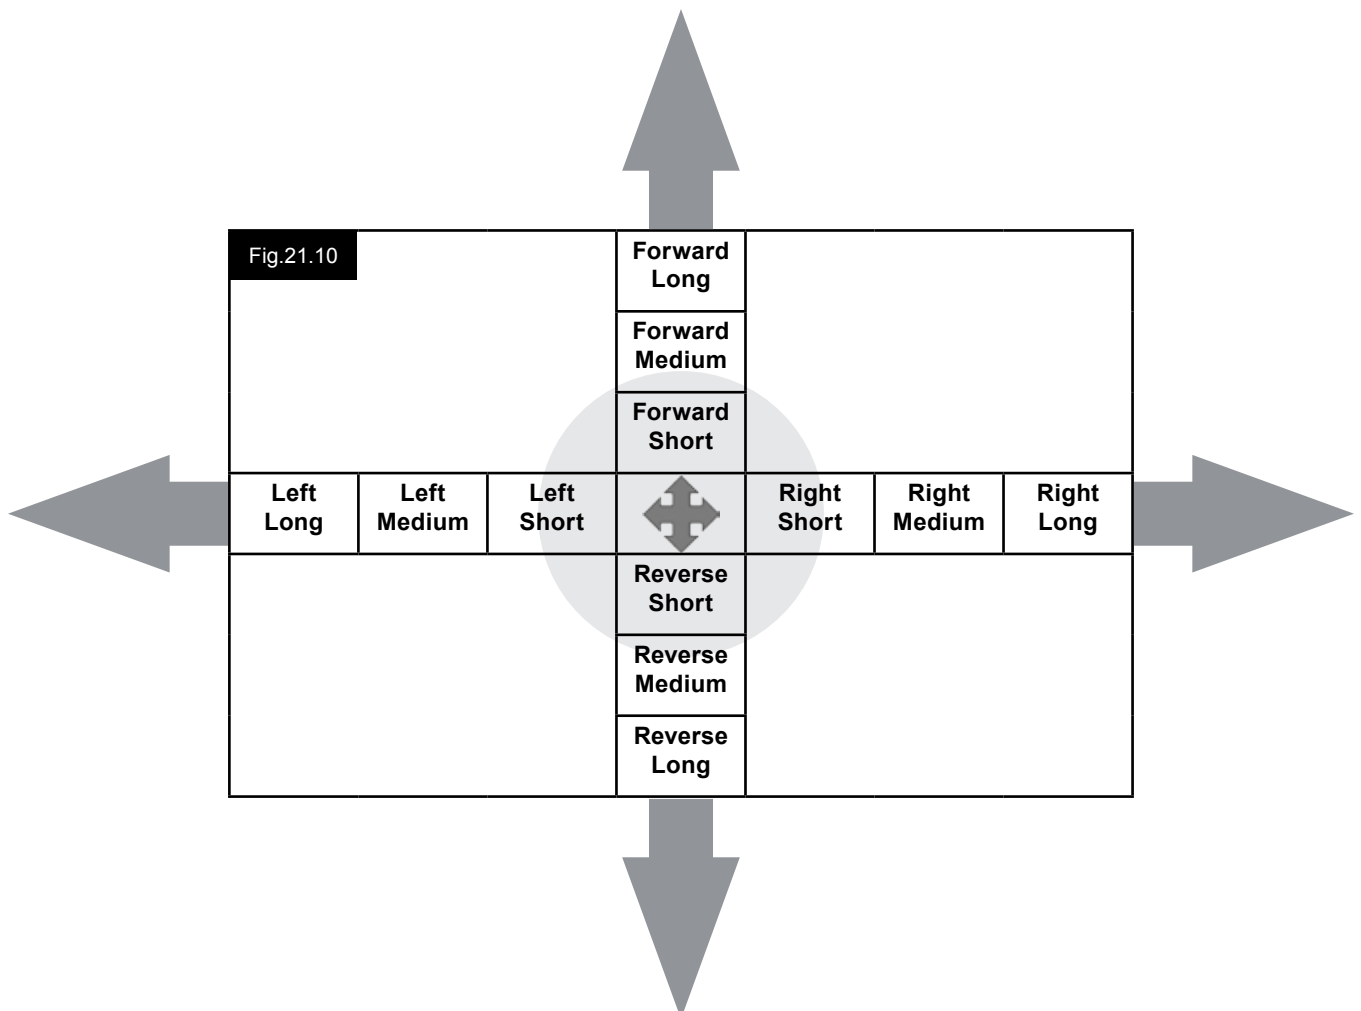 Fig.21.10
Forward
Long
Forward
Medium
Forward
Short
Left
Long
Left
Medium
Left
Short
Right
Short
Right
Medium
Right
Long
Reverse
Short
Reverse
Medium
Reverse
Long